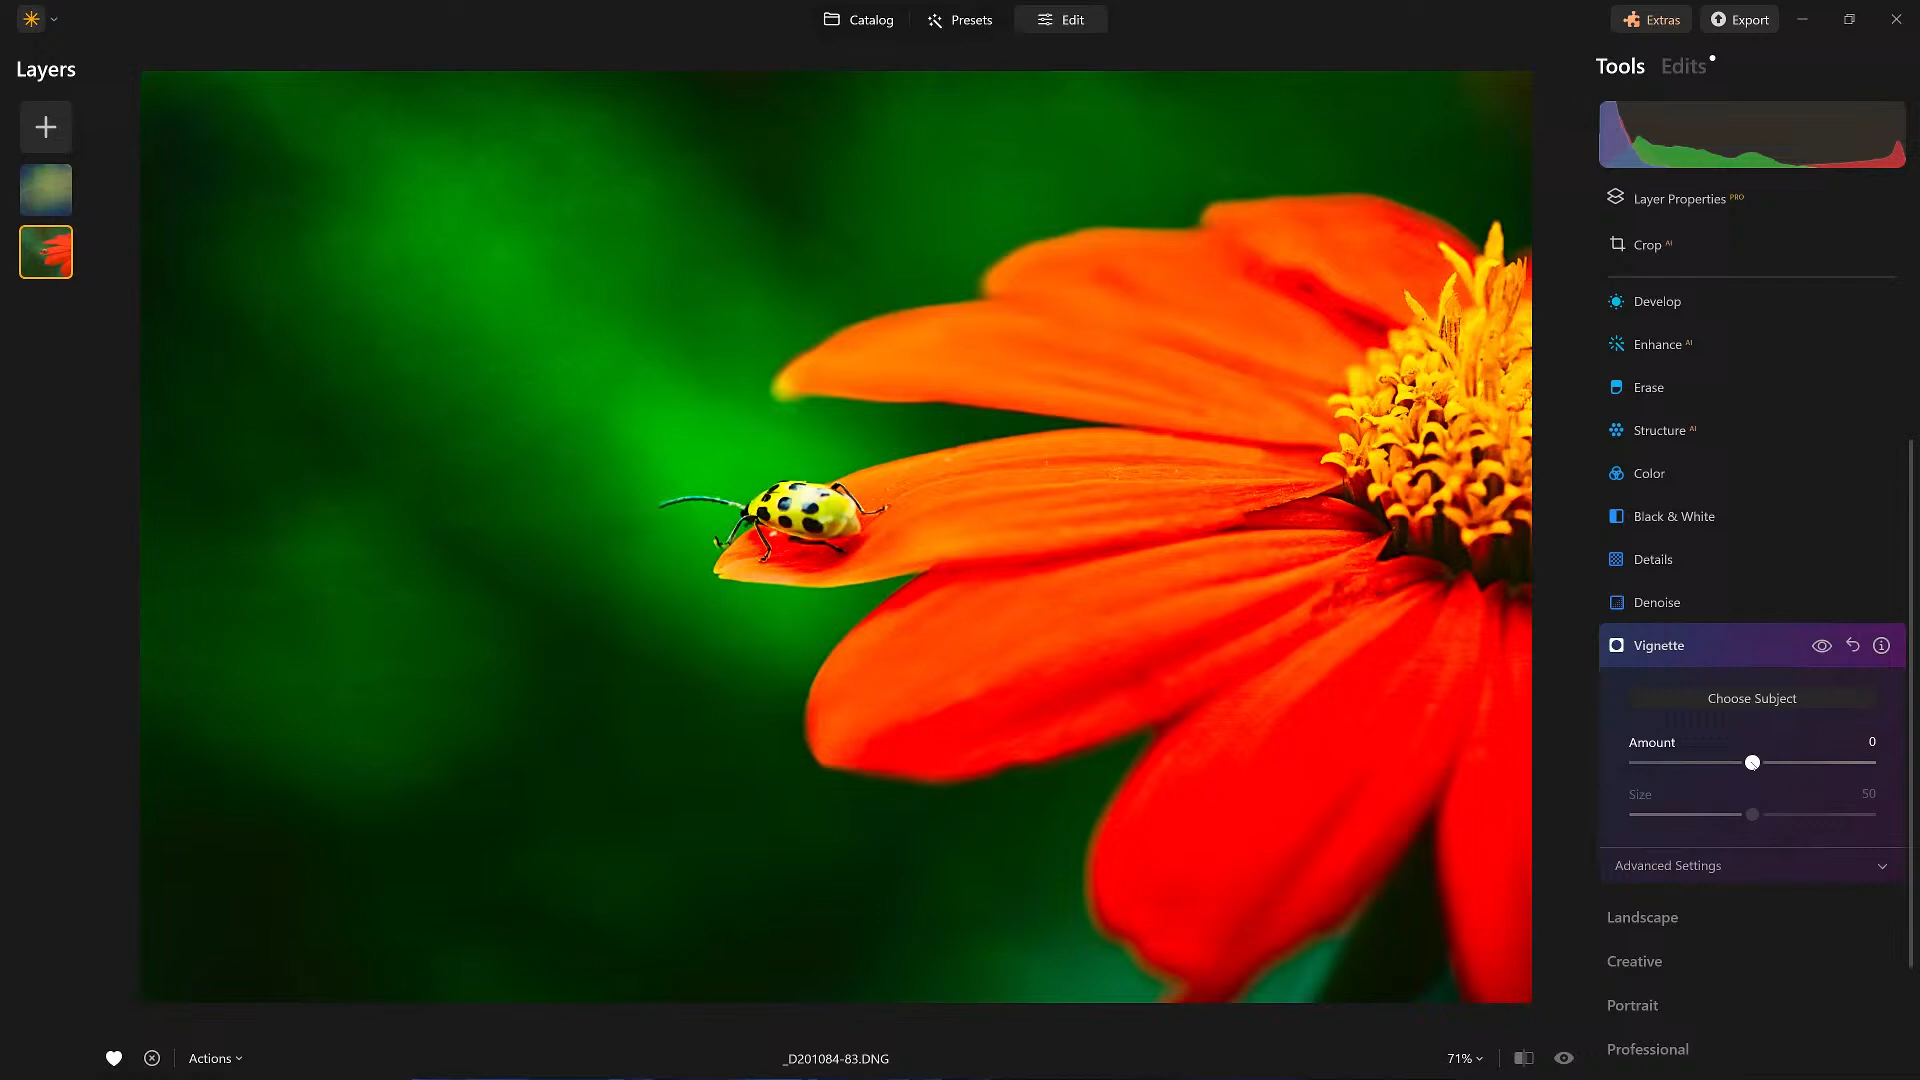 Catalog
Presets
Edit
Extras
Export
Layers
Tools
Edits
Layer Properties PRO
Crop AI
Develop
Enhance AI
Erase
Structure AI
Color
Black & White
Details
Denoise
Vignette
Choose Subject
Amount 0
Size 50
Advanced Settings
Landscape
Creative
Portrait
Professional
Actions
_D201084-83.DNG
71%